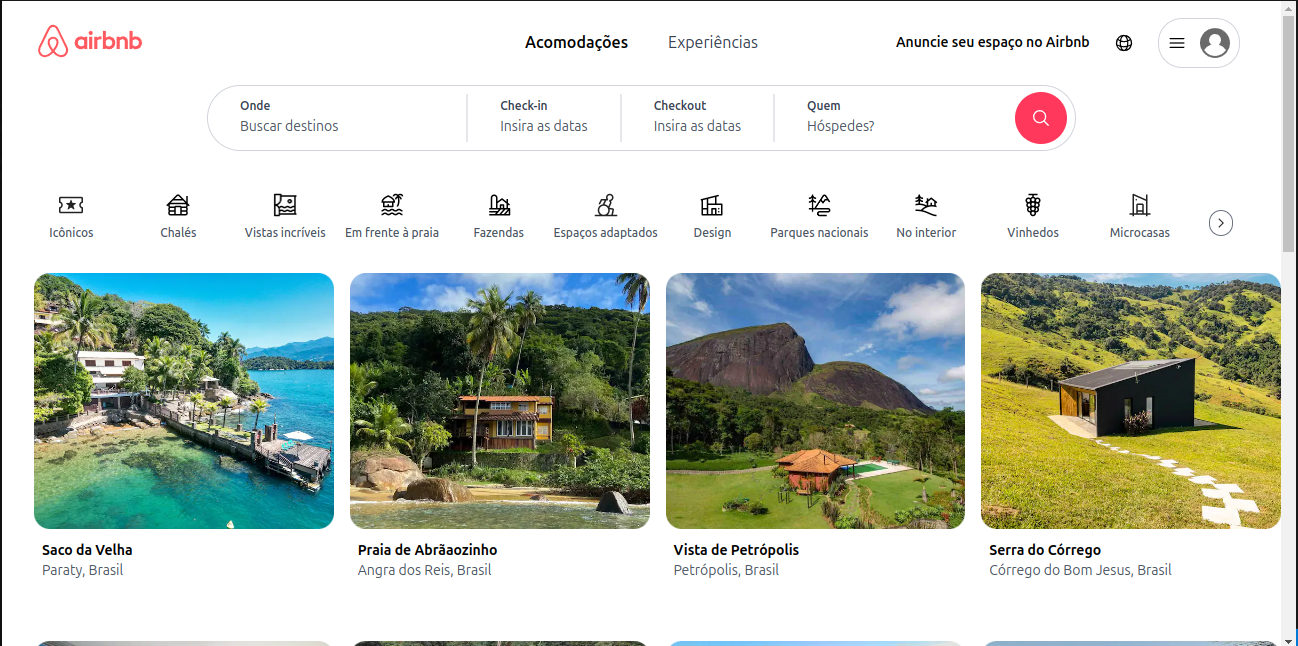 airbnb
Acomodações
Experiências
Anuncie seu espaço no Airbnb
Onde
Buscar destinos
Check-in
Insira as datas
Checkout
Insira as datas
Quem
Hóspedes?
Icônicos
Chalés
Vistas incríveis
Em frente à praia
Fazendas
Espaços adaptados
Design
Parques nacionais
No interior
Vinhedos
Microcasas
Saco da Velha
Paraty, Brasil
Praia de Abrãaozinho
Angra dos Reis, Brasil
Vista de Petrópolis
Petrópolis, Brasil
Serra do Córrego
Córrego do Bom Jesus, Brasil